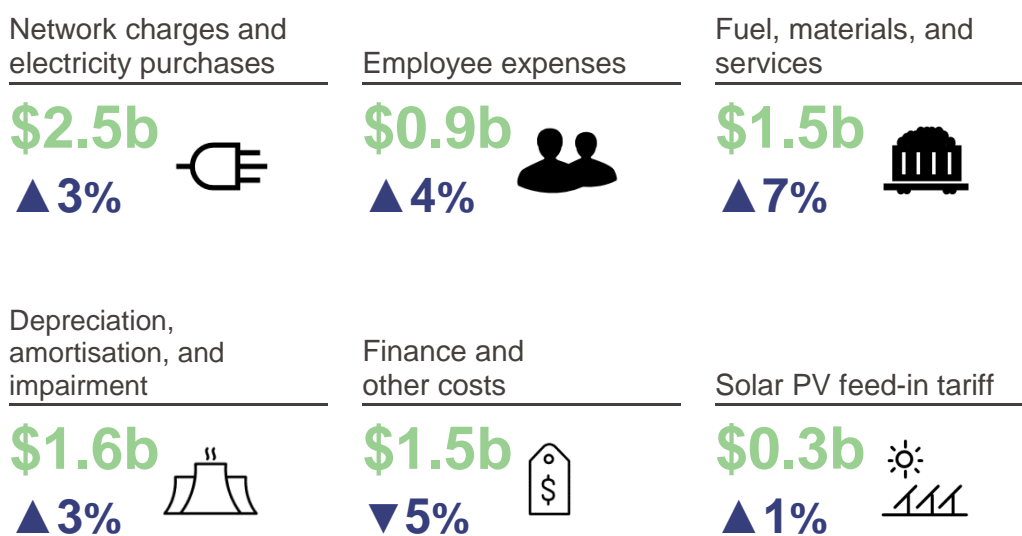 Network charges and
electricity purchases
$2.5b
▲3%
Employee expenses
$0.9b
▲4%
Fuel, materials, and
services
$1.5b
▲7%
Depreciation,
amortisation, and
impairment
$1.6b
▲3%
Finance and
other costs
$1.5b
▼5%
$
Solar PV feed-in tariff
$0.3b
▲1%